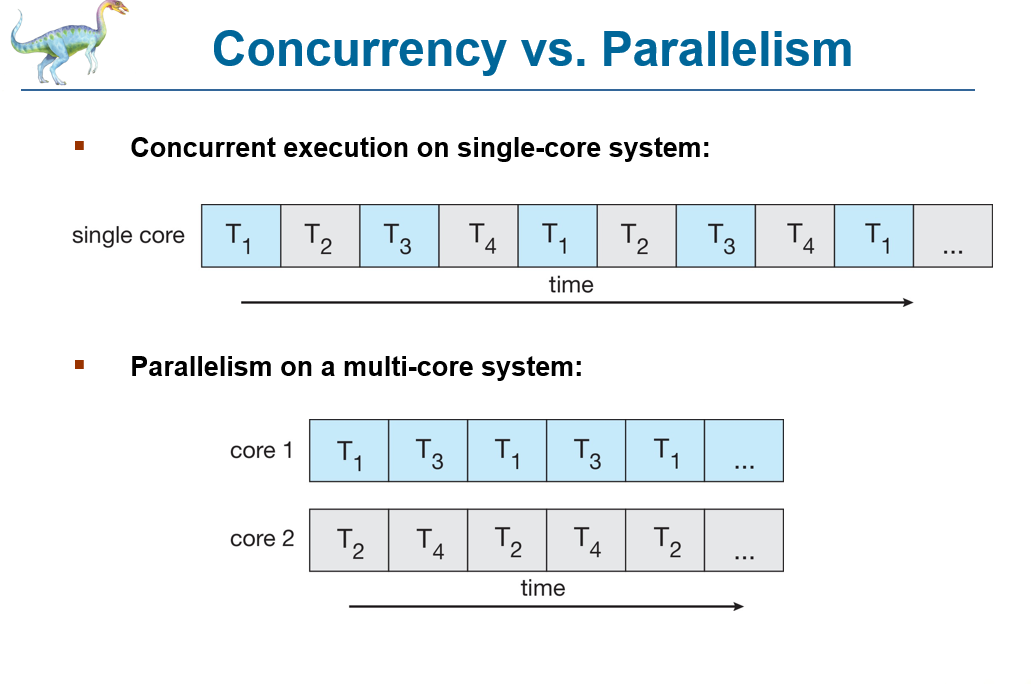 Concurrency vs. Parallelism
▪ Concurrent execution on single-core system:
single core T₁ T₂ T₃ T₄ T₁ T₂ T₃ T₄ T₁ ...
time
▪ Parallelism on a multi-core system:
core 1 T₁ T₃ T₁ T₃ T₁ ...
core 2 T₂ T₄ T₂ T₄ T₂ ...
time